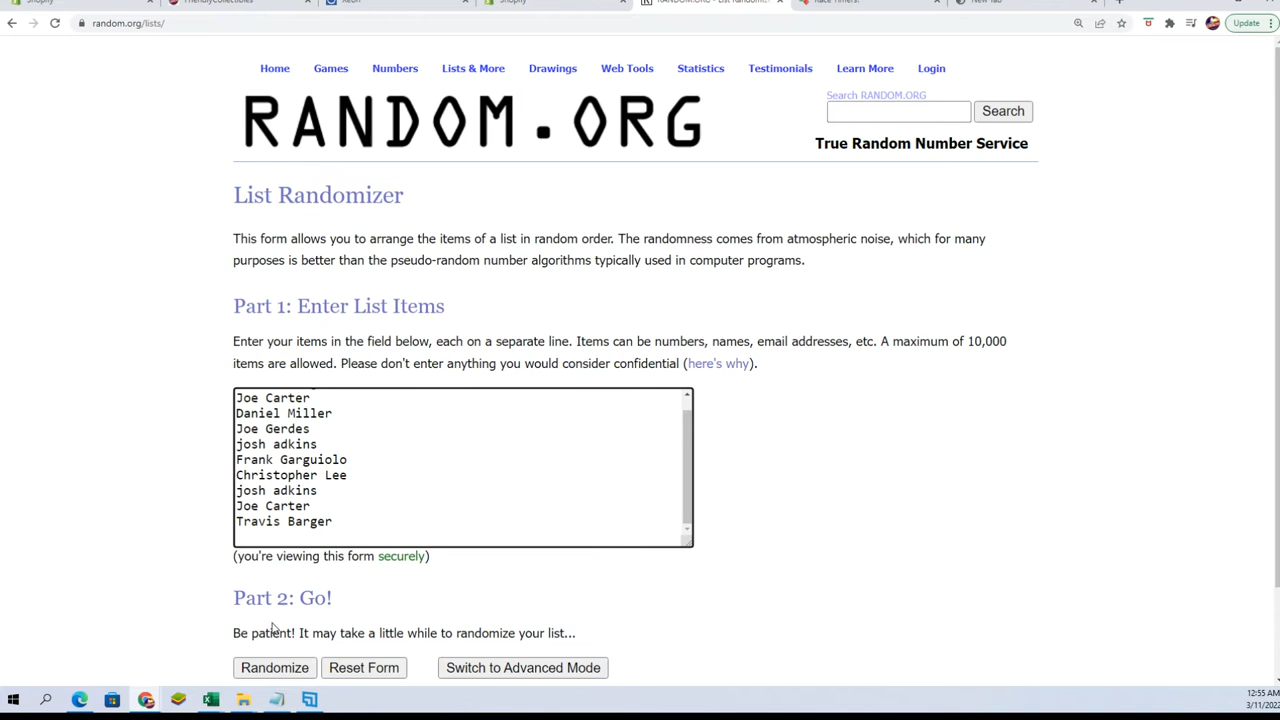 FriendlyCollectibles
Xeon
random.org/lists/
Update
Home Games Numbers Lists & More Drawings Web Tools Statistics Testimonials Learn More Login
RANDOM.ORG
Search RANDOM.ORG
Search
True Random Number Service
List Randomizer
This form allows you to arrange the items of a list in random order. The randomness comes from atmospheric noise, which for many
purposes is better than the pseudo-random number algorithms typically used in computer programs.
Part 1: Enter List Items
Enter your items in the field below, each on a separate line. Items can be numbers, names, email addresses, etc. A maximum of 10,000
items are allowed. Please don't enter anything you would consider confidential (here's why).
Joe Carter
Daniel Miller
Joe Gerdes
josh adkins
Frank Garguiolo
Christopher Lee
josh adkins
Joe Carter
Travis Barger
(you're viewing this form securely)
Part 2: Go!
Be patient! It may take a little while to randomize your list...
Randomize Reset Form Switch to Advanced Mode
12:55 AM